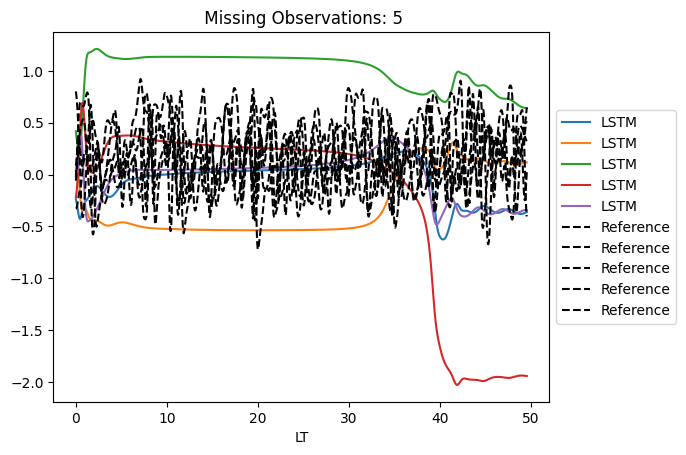 Missing Observations: 5
1.0
0.5
0.0
−0.5
−1.0
−1.5
−2.0
0
10
20
30
40
50
LT
LSTM
LSTM
LSTM
LSTM
LSTM
Reference
Reference
Reference
Reference
Reference